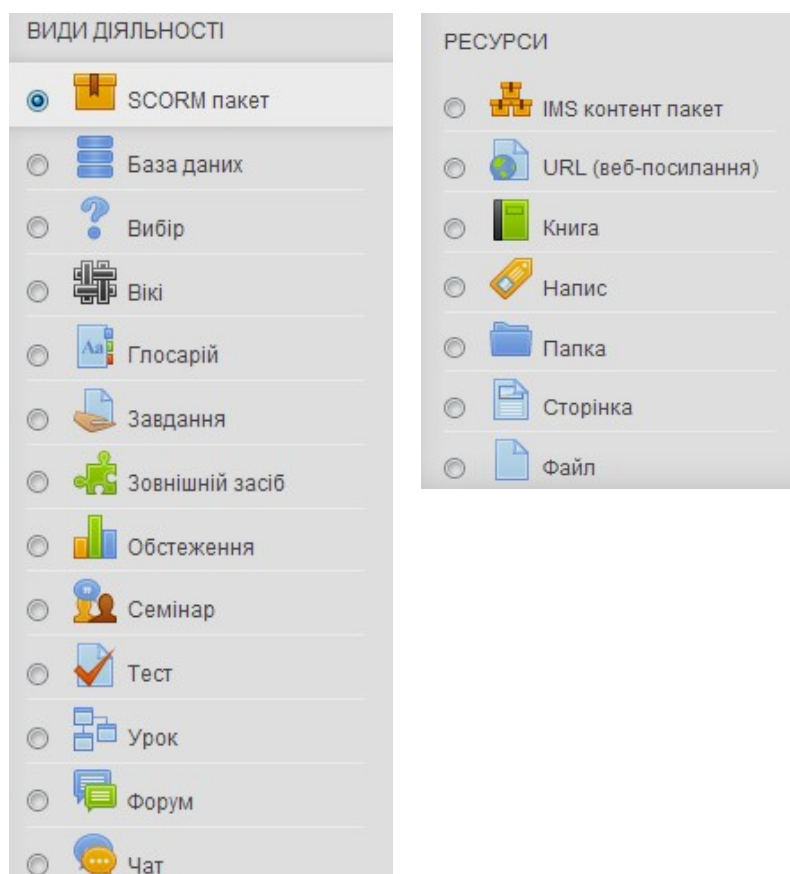 ВИДИ ДІЯЛЬНОСТІ
SCORM пакет
База даних
Вибір
Вікі
Глосарій
Завдання
Зовнішній засіб
Обстеження
Семінар
Тест
Урок
Форум
Чат
РЕСУРСИ
IMS контент пакет
URL (веб-посилання)
Книга
Напис
Папка
Сторінка
Файл